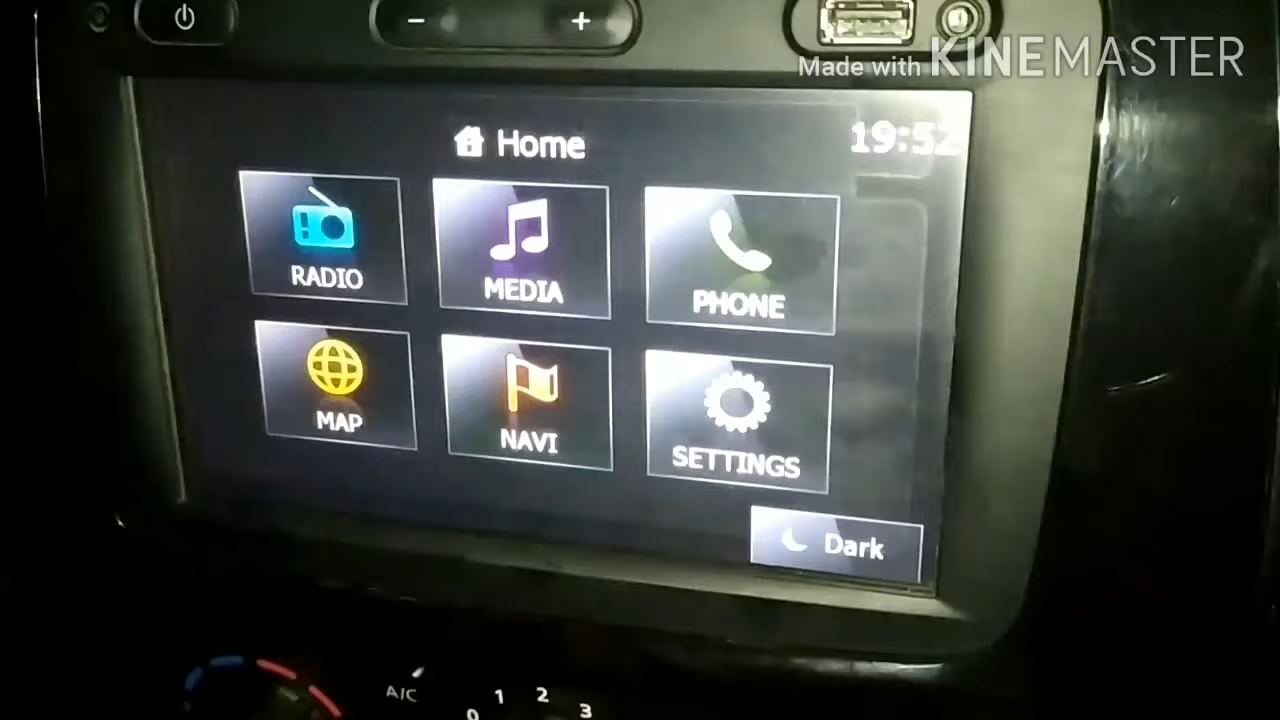 − +
Made with KINEMASTER
Home
19:52
RADIO
MEDIA
PHONE
MAP
NAVI
SETTINGS
Dark
A/C
0 1 2 3